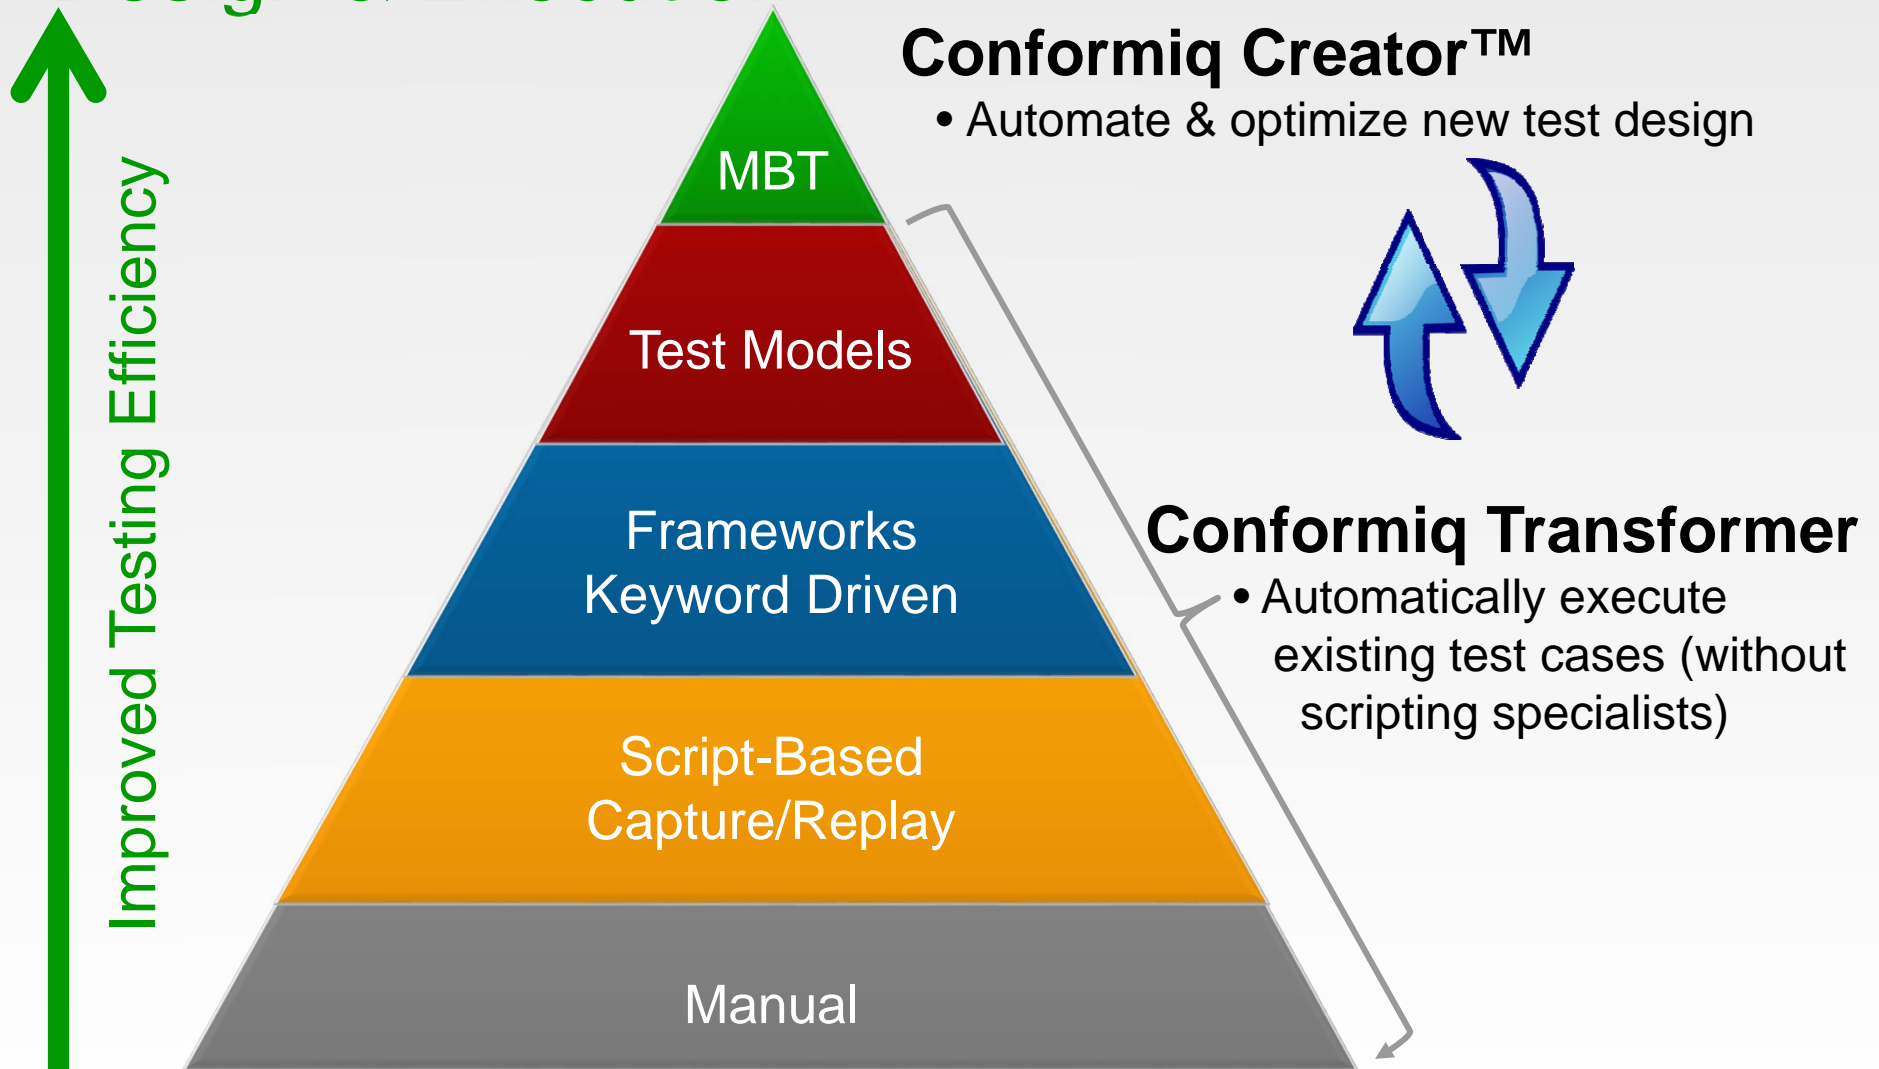 Conformiq Creator™
• Automate & optimize new test design
MBT
Test Models
Frameworks
Keyword Driven
Script-Based
Capture/Replay
Manual
Improved Testing Efficiency
Conformiq Transformer
• Automatically execute
existing test cases (without
scripting specialists)